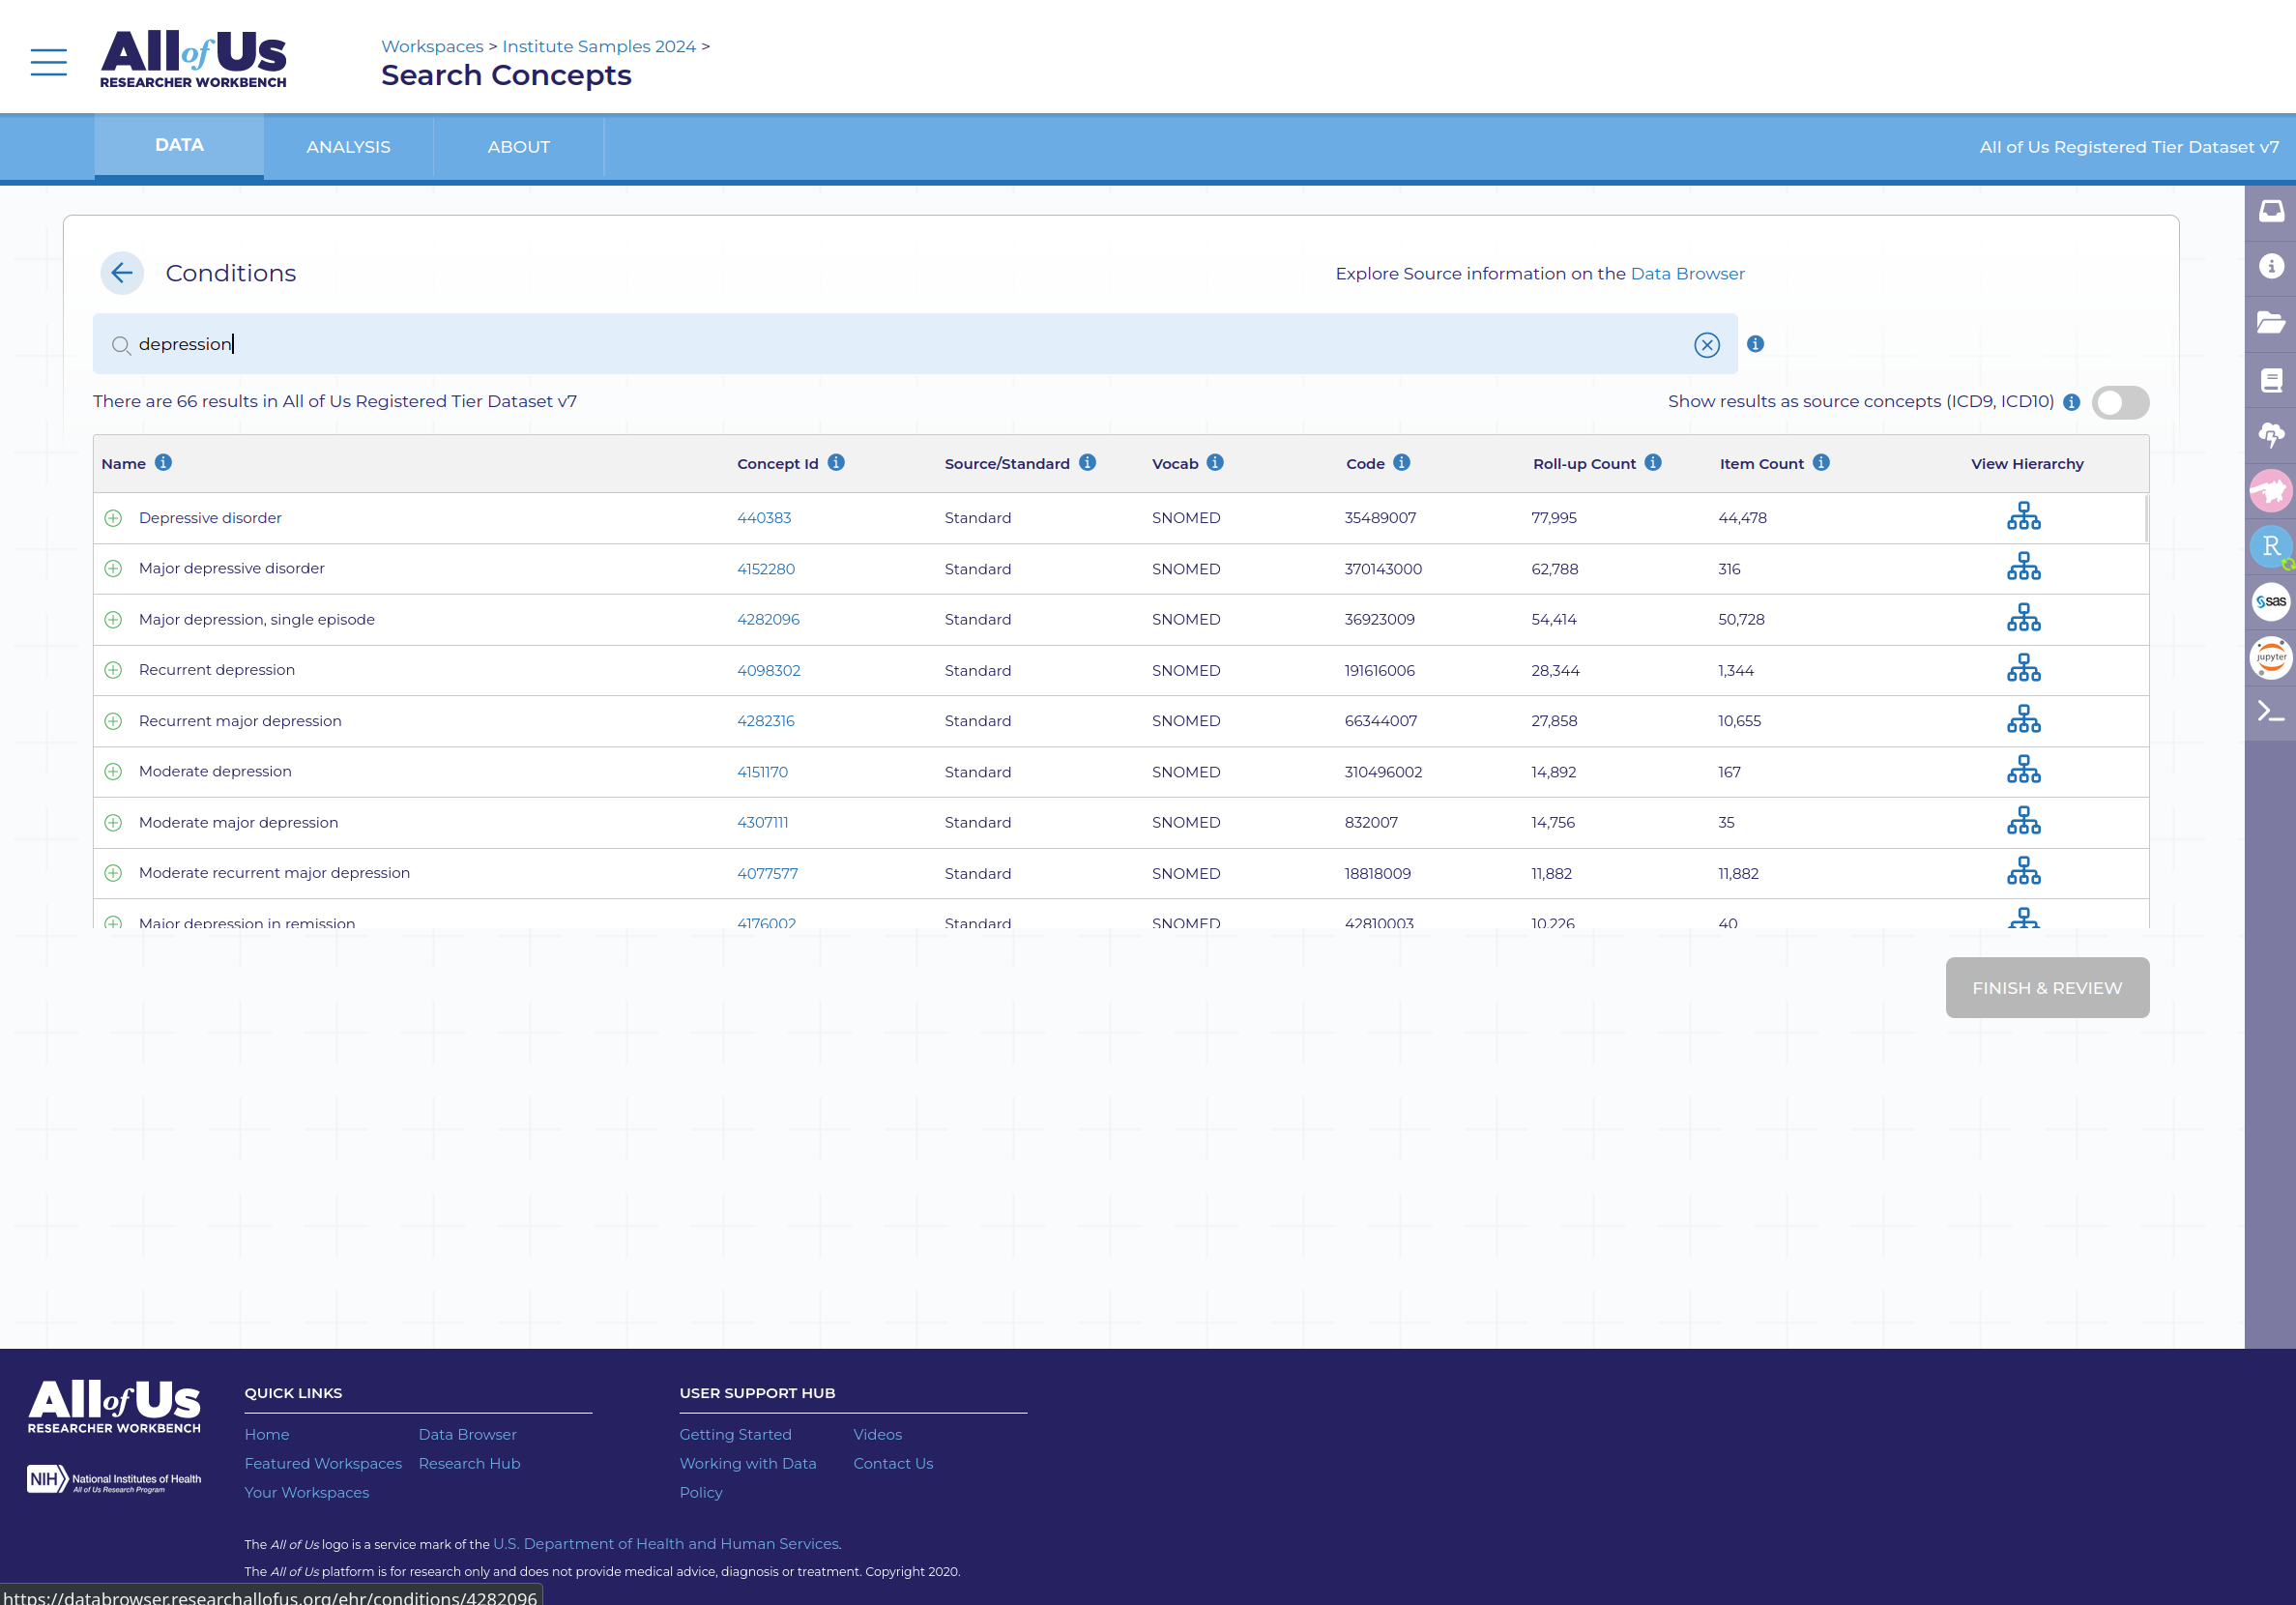 All of Us
RESEARCHER WORKBENCH
Workspaces > Institute Samples 2024 >
Search Concepts
DATA ANALYSIS ABOUT All of Us Registered Tier Dataset v7
Conditions Explore Source information on the Data Browser
depression
There are 66 results in All of Us Registered Tier Dataset v7 Show results as source concepts (ICD9, ICD10)
Name Concept Id Source/Standard Vocab Code Roll-up Count Item Count View Hierarchy
Depressive disorder 440383 Standard SNOMED 35489007 77,995 44,478
Major depressive disorder 4152280 Standard SNOMED 370143000 62,788 316
Major depression, single episode 4282096 Standard SNOMED 36923009 54,414 50,728
Recurrent depression 4098302 Standard SNOMED 191616006 28,344 1,344
Recurrent major depression 4282316 Standard SNOMED 66344007 27,858 10,655
Moderate depression 4151170 Standard SNOMED 310496002 14,892 167
Moderate major depression 4307111 Standard SNOMED 832007 14,756 35
Moderate recurrent major depression 4077577 Standard SNOMED 18818009 11,882 11,882
Major depression in remission 4176002 Standard SNOMED 42810003 10,226 40
R
sas
jupyter
FINISH & REVIEW
All of Us
RESEARCHER WORKBENCH
NIH National Institutes of Health
All of Us Research Program
QUICK LINKS
Home Data Browser
Featured Workspaces Research Hub
Your Workspaces
USER SUPPORT HUB
Getting Started Videos
Working with Data Contact Us
Policy
The All of Us logo is a service mark of the U.S. Department of Health and Human Services.
The All of Us platform is for research only and does not provide medical advice, diagnosis or treatment. Copyright 2020.
https://databrowser.researchallofus.org/ehr/conditions/4282096